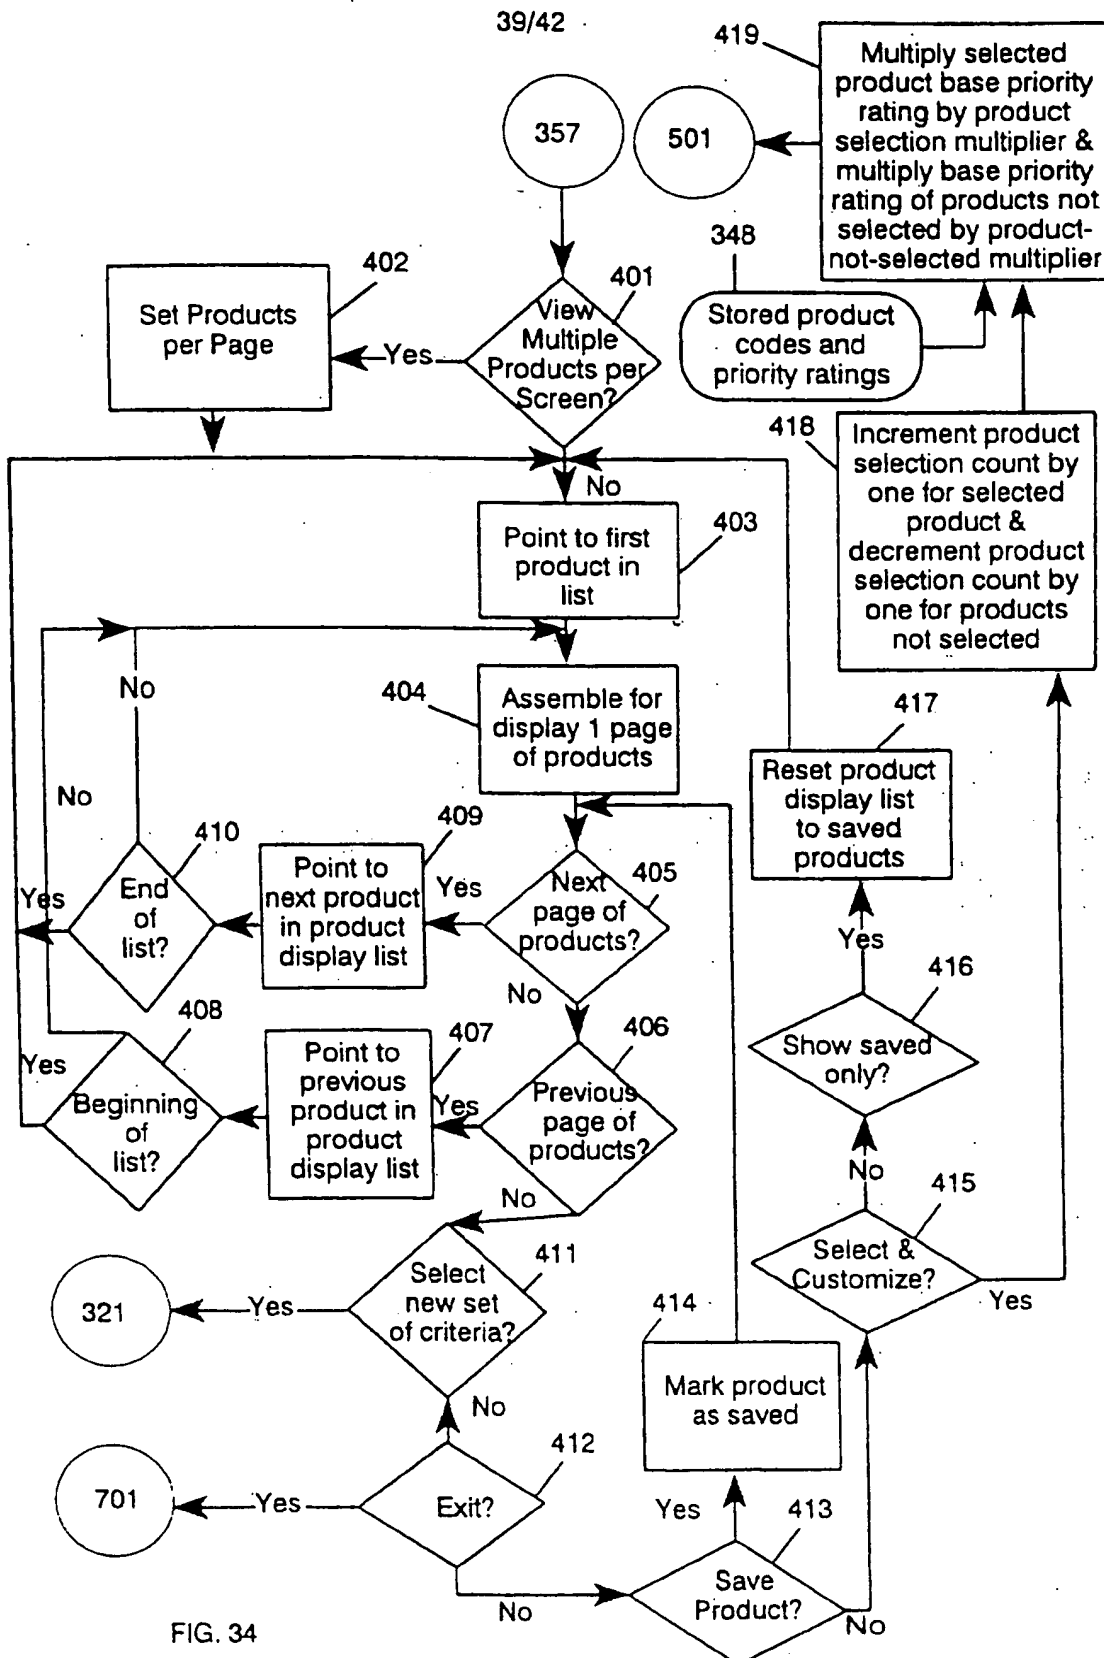 39/42
419
Multiply selected
product base priority
rating by product
selection multiplier &
multiply base priority
rating of products not
selected by product-
not-selected multiplier
357
501
348
Stored product
codes and
priority ratings
402
Set Products
per Page
401
View
Multiple
Products per
Screen?
Yes
No
418
Increment product
selection count by
one for selected
product &
decrement product
selection count by
one for products
not selected
403
Point to first
product in
list
No
404
Assemble for
display 1 page
of products
417
Reset product
display list
to saved
products
No
410
End
of
list?
Yes
409
Point to
next product
in product
display list
Yes
405
Next
page of
products?
No
Yes
416
Show saved
only?
408
Beginning
of
list?
Yes
407
Point to
previous
product in
product
display list
Yes
406
Previous
page of
products?
No
No
415
Select &
Customize?
Yes
411
Select
new set
of criteria?
Yes
321
No
414
Mark product
as saved
412
Exit?
Yes
701
No
Yes
413
Save
Product?
No
FIG. 34